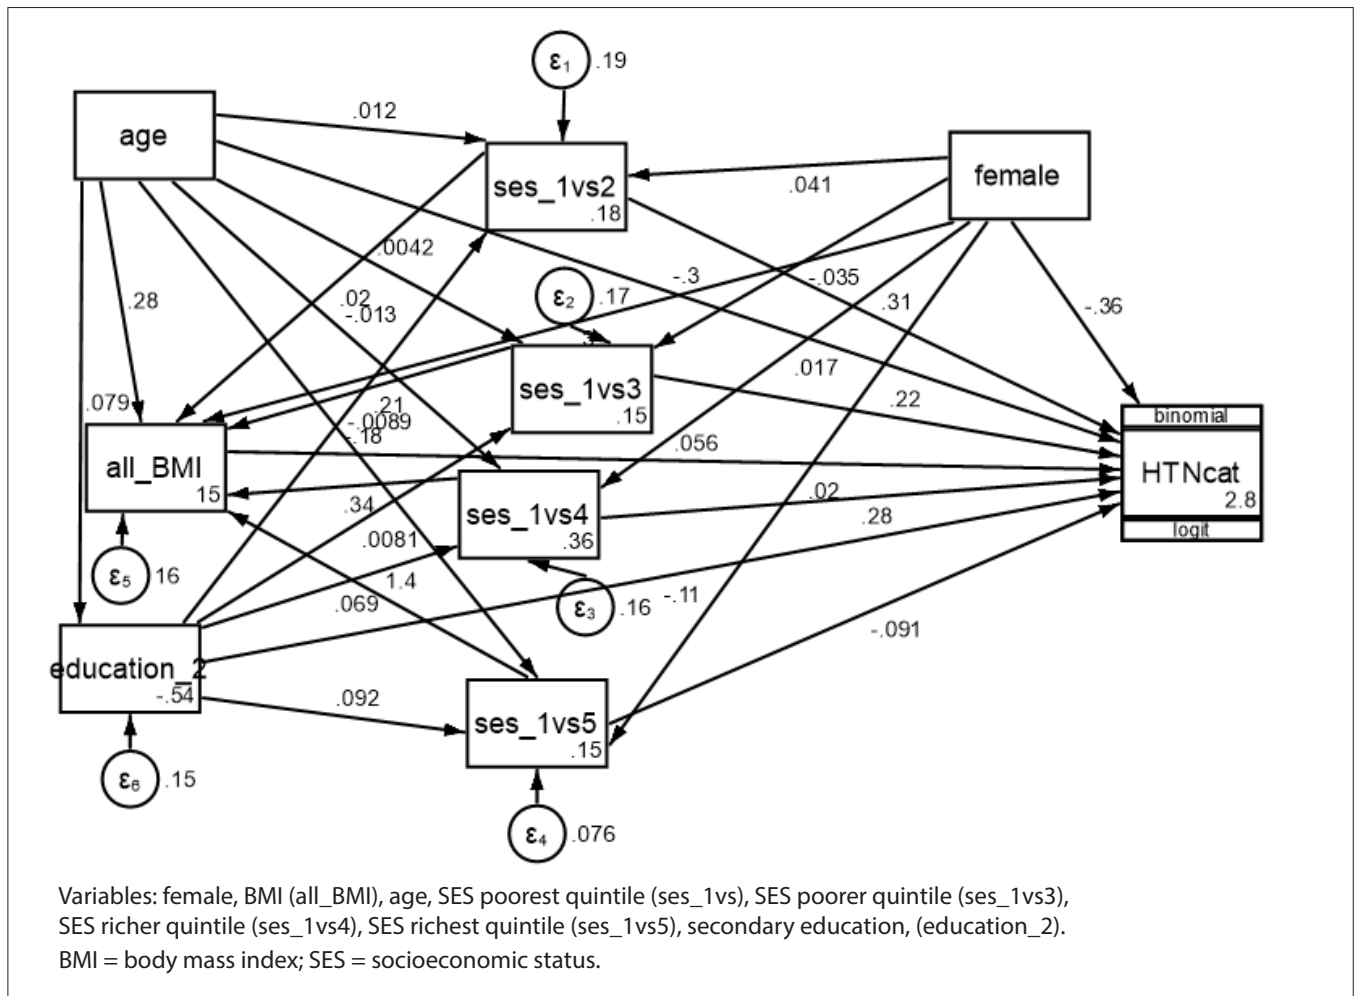 ε1 .19
age
.012
female
ses_1vs2
.18
.041
.0042
-.3
-.035
ε2 .17
.28
.02
-.013
.31
-.36
.017
ses_1vs3
.15
.22
binomial
.079
.21
-.0089
.18
.056
all_BMI
15
HTNcat
2.8
logit
ses_1vs4
.36
.34
.02
.28
.0081
ε5 16
1.4
.069
ε3 .16
-.11
-.091
education_2
-.54
.092
ses_1vs5
.15
ε6 .15
ε4 .076
Variables: female, BMI (all_BMI), age, SES poorest quintile (ses_1vs), SES poorer quintile (ses_1vs3),
SES richer quintile (ses_1vs4), SES richest quintile (ses_1vs5), secondary education, (education_2).
BMI = body mass index; SES = socioeconomic status.